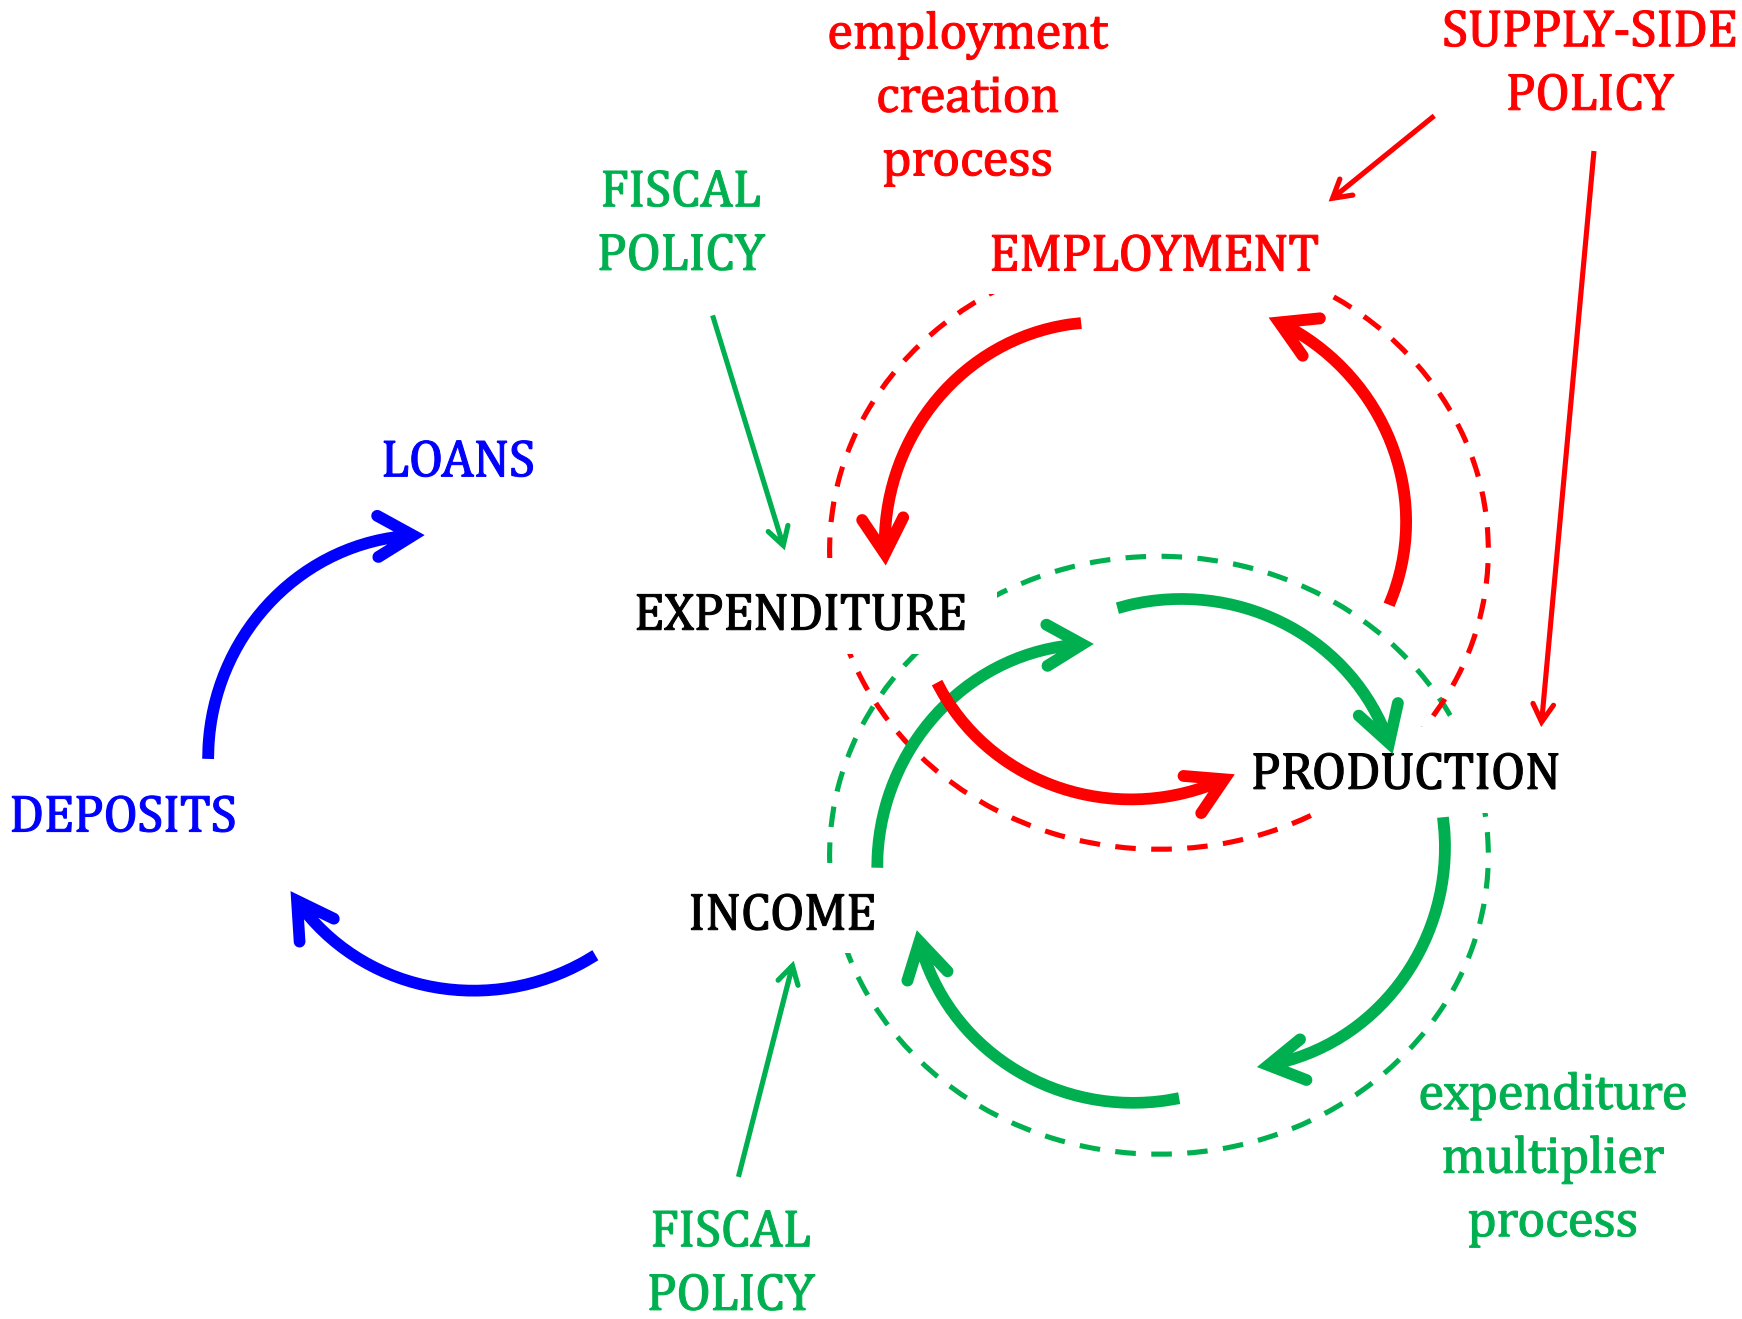 employment
creation
process
SUPPLY-SIDE
POLICY
FISCAL
POLICY
EMPLOYMENT
LOANS
EXPENDITURE
PRODUCTION
DEPOSITS
INCOME
expenditure
multiplier
process
FISCAL
POLICY